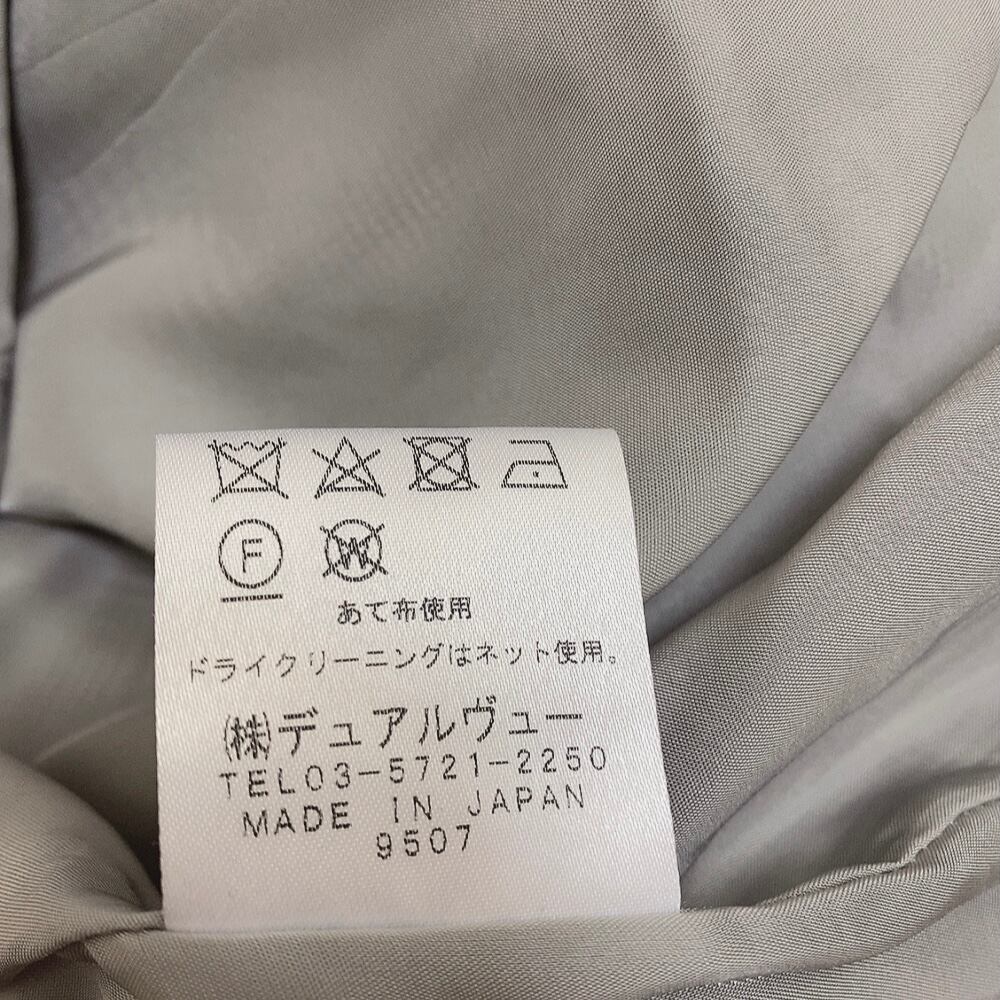 F W
あて布使用
ドライクリーニングはネット使用。
㈱デュアルヴュー
TEL03-5721-2250
MADE IN JAPAN
9507